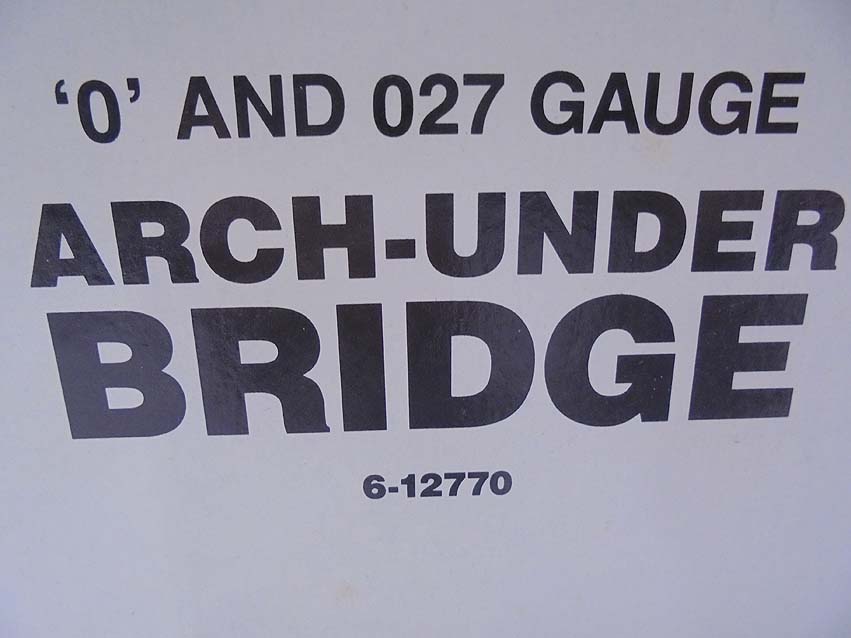 ‘0’ AND 027 GAUGE
ARCH-UNDER
BRIDGE
6-12770